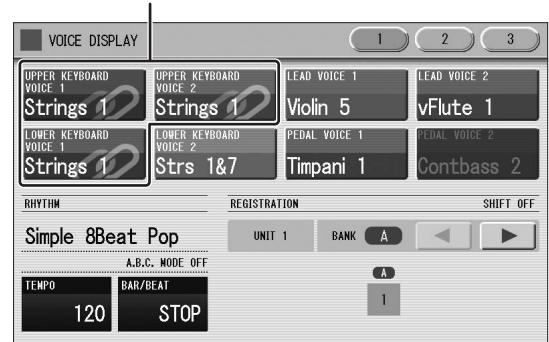 VOICE DISPLAY 1 2 3
UPPER KEYBOARD VOICE 1
Strings 1
UPPER KEYBOARD VOICE 2
Strings 1
LEAD VOICE 1
Violin 5
LEAD VOICE 2
vFlute 1
LOWER KEYBOARD VOICE 1
Strings 1
LOWER KEYBOARD VOICE 2
Strs 1&7
PEDAL VOICE 1
Timpani 1
PEDAL VOICE 2
Contbass 2
RHYTHM
Simple 8Beat Pop
A.B.C. MODE OFF
TEMPO
120
BAR/BEAT
STOP
REGISTRATION SHIFT OFF
UNIT 1 BANK A
A
1